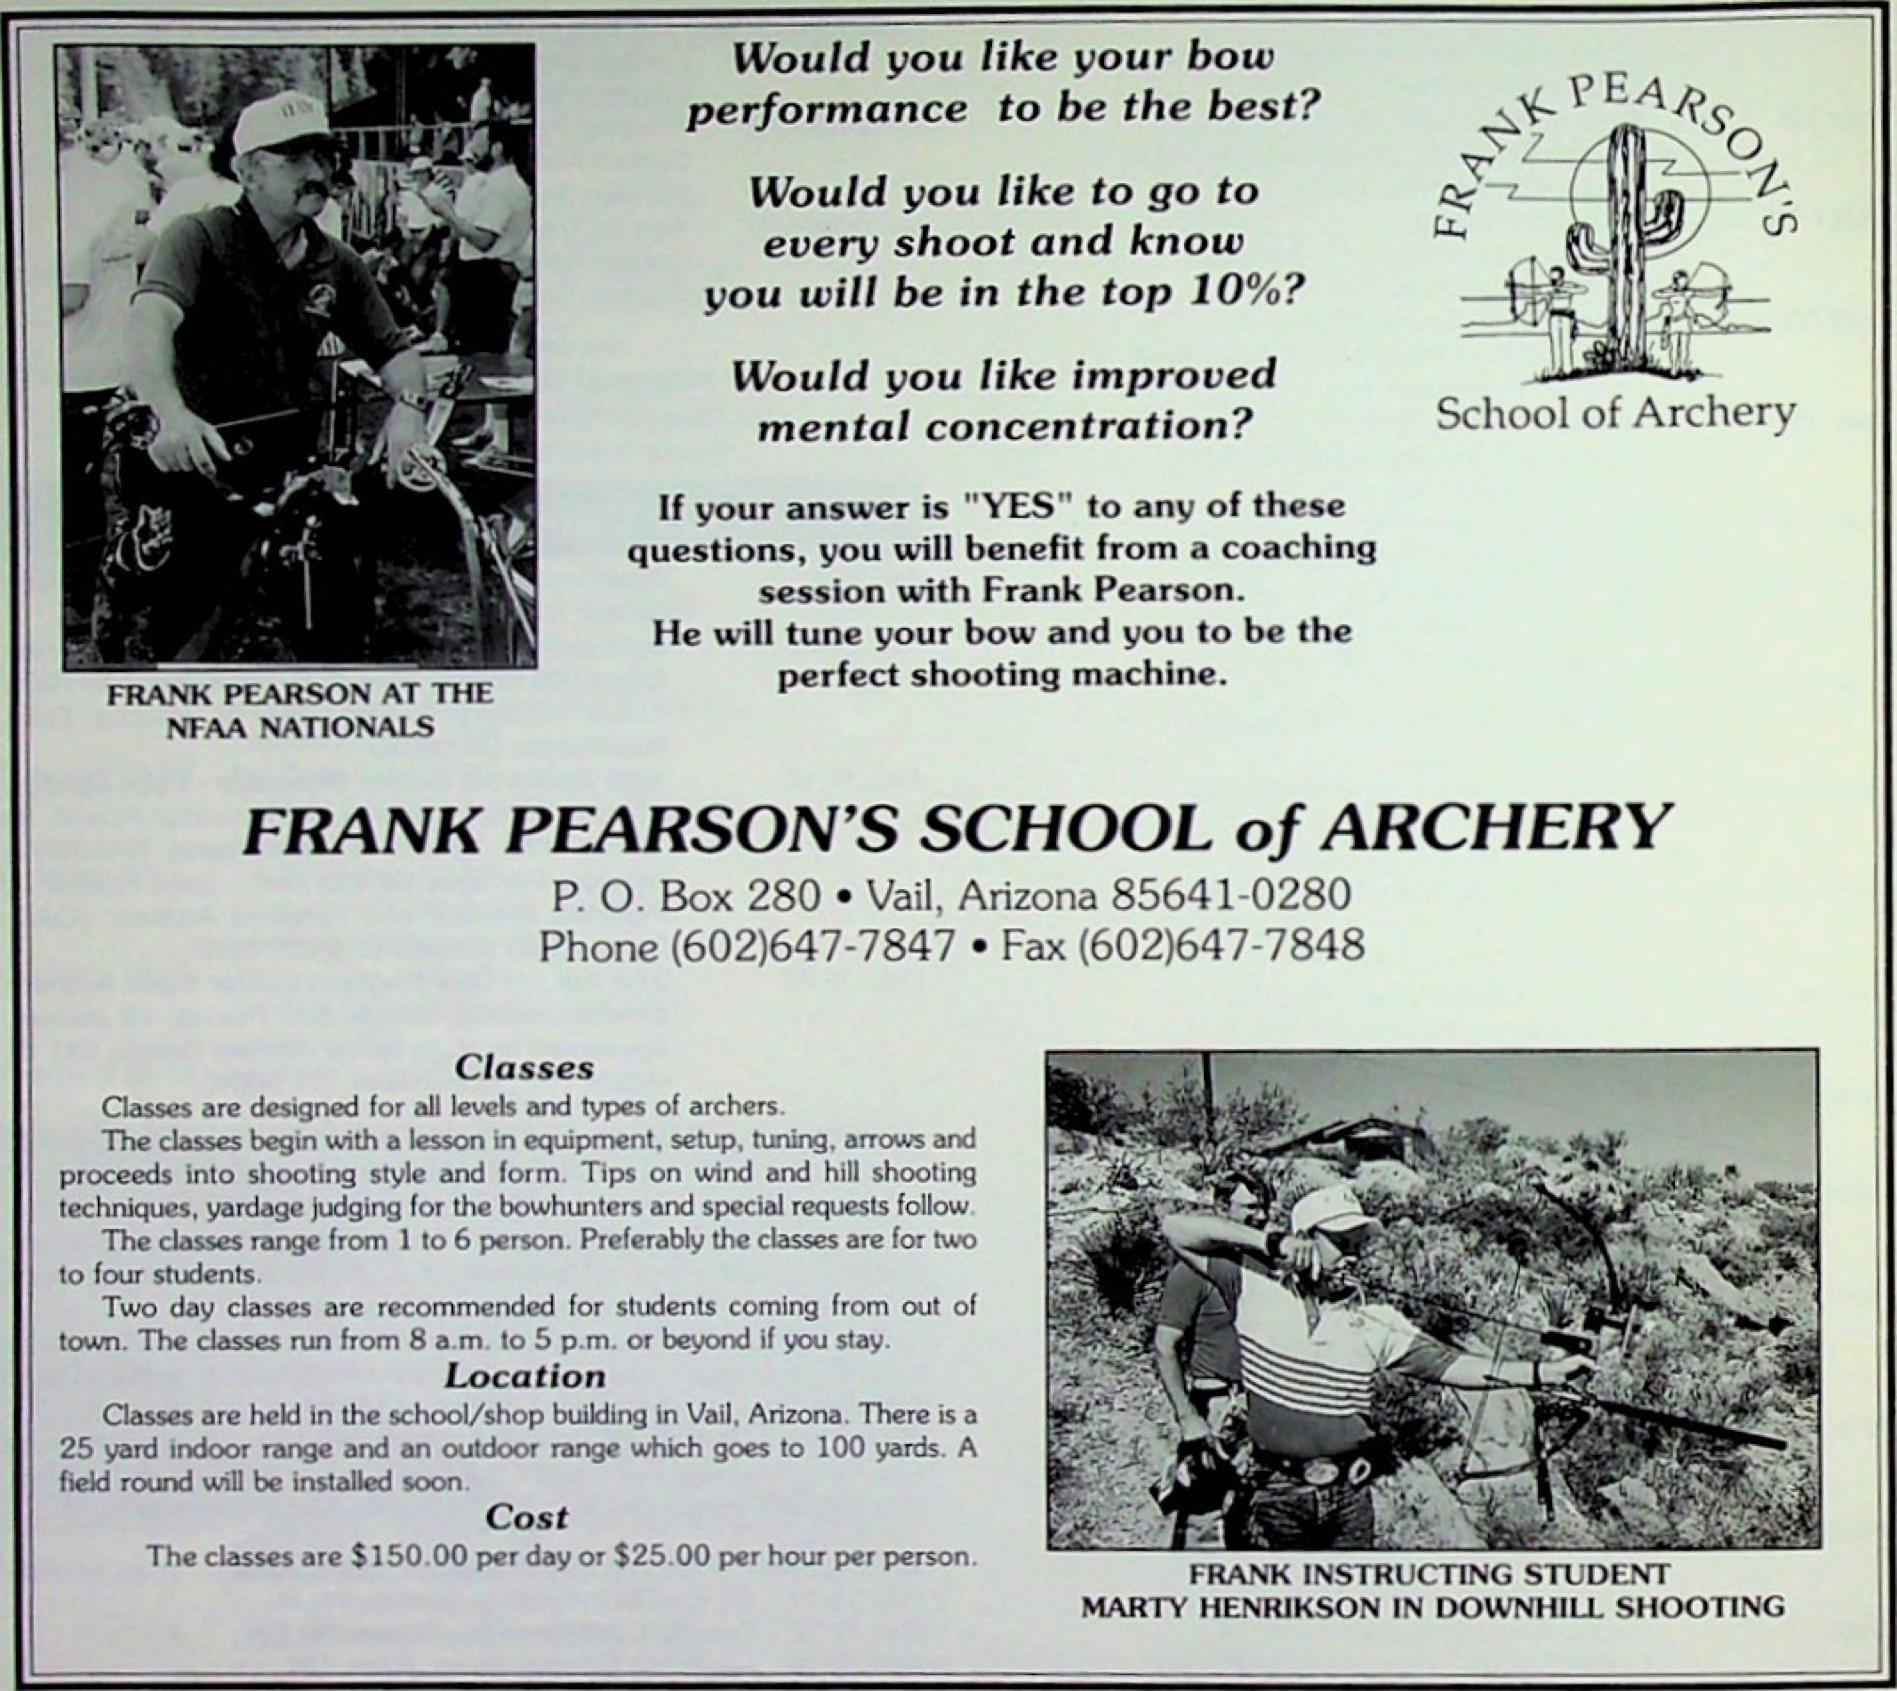 Would you like your bow
performance to be the best?
Would you like to go to
every shoot and know
you will be in the top 10%?
Would you like improved
mental concentration?
If your answer is "YES" to any of these
questions, you will benefit from a coaching
session with Frank Pearson.
He will tune your bow and you to be the
perfect shooting machine.
FRANK PEARSON'S
School of Archery
FRANK PEARSON AT THE
NFAA NATIONALS
FRANK PEARSON'S SCHOOL of ARCHERY
P. O. Box 280 • Vail, Arizona 85641-0280
Phone (602)647-7847 • Fax (602)647-7848
Classes
Classes are designed for all levels and types of archers.
The classes begin with a lesson in equipment, setup, tuning, arrows and
proceeds into shooting style and form. Tips on wind and hill shooting
techniques, yardage judging for the bowhunters and special requests follow.
The classes range from 1 to 6 person. Preferably the classes are for two
to four students.
Two day classes are recommended for students coming from out of
town. The classes run from 8 a.m. to 5 p.m. or beyond if you stay.
Location
Classes are held in the school/shop building in Vail, Arizona. There is a
25 yard indoor range and an outdoor range which goes to 100 yards. A
field round will be installed soon.
Cost
The classes are $150.00 per day or $25.00 per hour per person.
FRANK INSTRUCTING STUDENT
MARTY HENRIKSON IN DOWNHILL SHOOTING